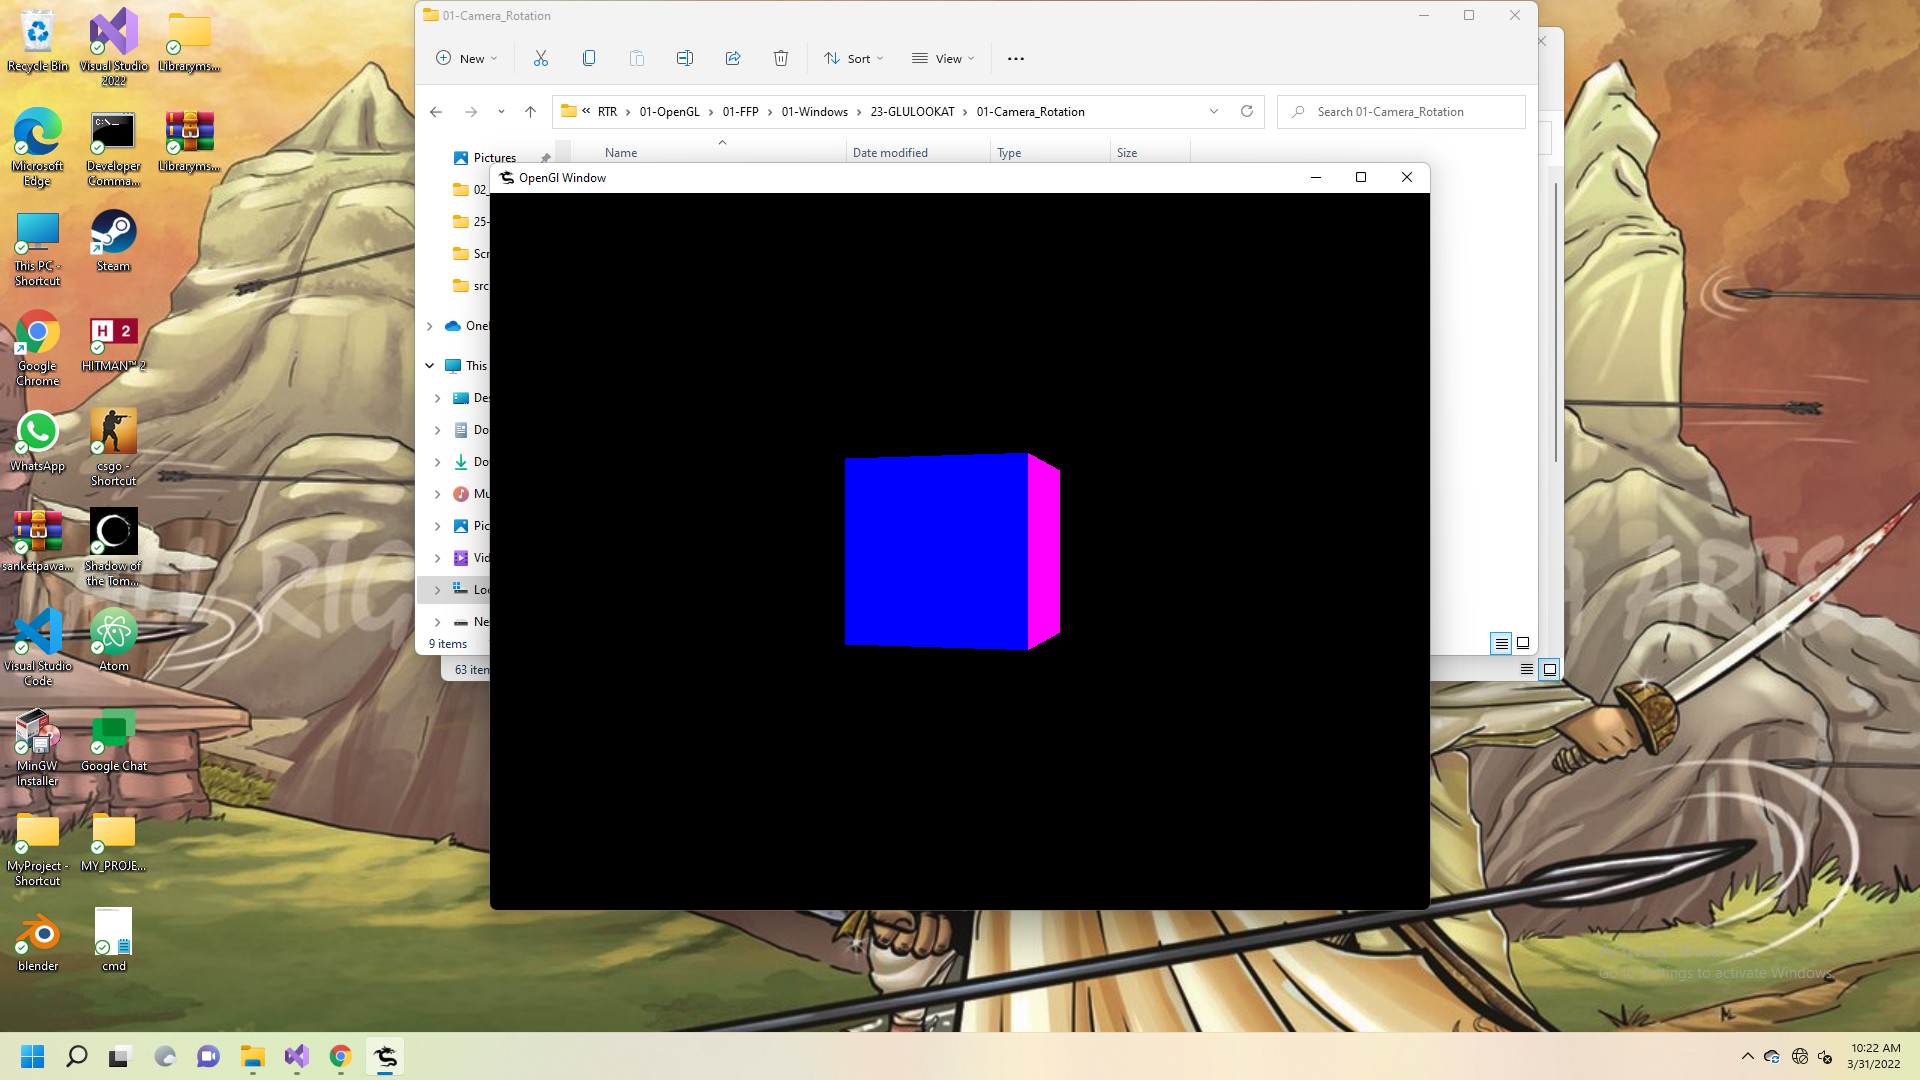 Recycle Bin
Visual Studio
2022
Libraryms...
Microsoft
Edge
Developer
Comma...
Libraryms...
This PC -
Shortcut
Steam
Google
Chrome
HITMAN™ 2
WhatsApp
csgo -
Shortcut
sanketpawa...
Shadow of
the Tom...
Visual Studio
Code
Atom
MinGW
Installer
Google Chat
MyProject -
Shortcut
MY_PROJE...
blender
cmd
01-Camera_Rotation
New
Sort
View
« RTR > 01-OpenGL > 01-FFP > 01-Windows > 23-GLULOOKAT > 01-Camera_Rotation
Search 01-Camera_Rotation
Name
Date modified
Type
Size
Pictures
02_
25-
Scr
src
OneI
This
Des
Do
Do
Mu
Pic
Vid
Loc
Ne
9 items
63 iten
OpenGl Window
H 2
C:\_
Activate Windows
Go to Settings to activate Windows.
10:22 AM
3/31/2022